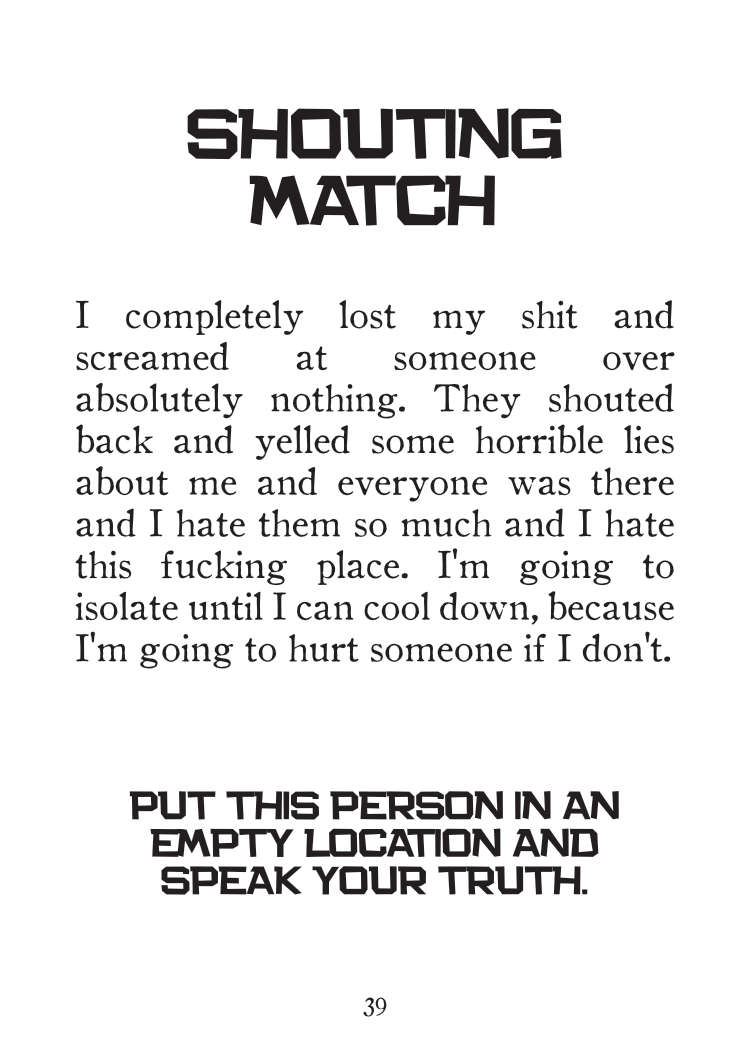 SHOUTING
MATCH
I completely lost my shit and
screamed at someone over
absolutely nothing. They shouted
back and yelled some horrible lies
about me and everyone was there
and I hate them so much and I hate
this fucking place. I'm going to
isolate until I can cool down, because
I'm going to hurt someone if I don't.
PUT THIS PERSON IN AN
EMPTY LOCATION AND
SPEAK YOUR TRUTH.
39